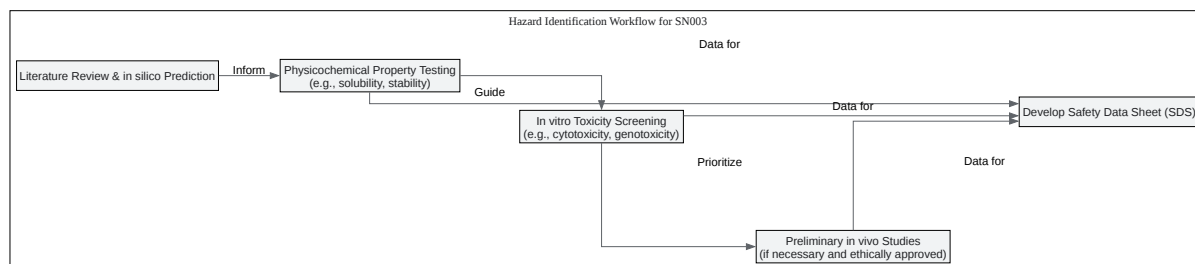 Hazard Identification Workflow for SN003
Data for
Literature Review & in silico Prediction
Inform
Physicochemical Property Testing
(e.g., solubility, stability)
Guide
In vitro Toxicity Screening
(e.g., cytotoxicity, genotoxicity)
Data for
Develop Safety Data Sheet (SDS)
Prioritize
Data for
Preliminary in vivo Studies
(if necessary and ethically approved)